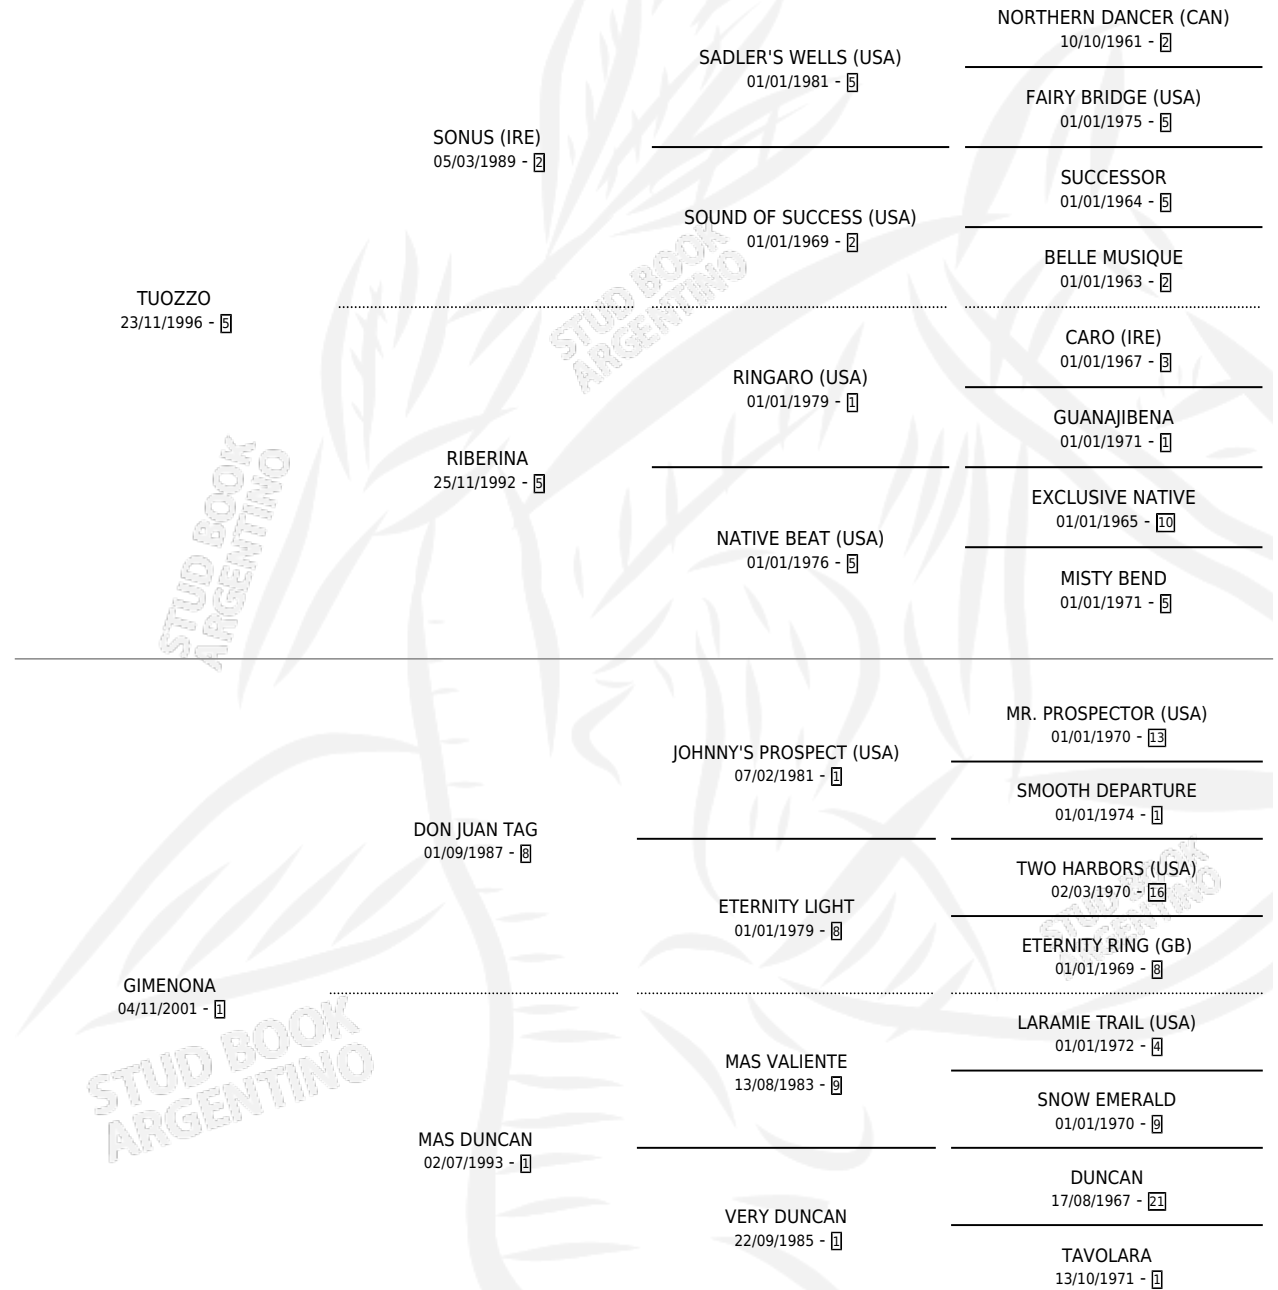 NORTHERN DANCER (CAN)
10/10/1961 - 2
SADLER'S WELLS (USA)
01/01/1981 - 5
FAIRY BRIDGE (USA)
01/01/1975 - 5
SONUS (IRE)
05/03/1989 - 2
SUCCESSOR
01/01/1964 - 5
SOUND OF SUCCESS (USA)
01/01/1969 - 2
BELLE MUSIQUE
01/01/1963 - 2
TUOZZO
23/11/1996 - 5
CARO (IRE)
01/01/1967 - 3
RINGARO (USA)
01/01/1979 - 1
GUANAJIBENA
01/01/1971 - 1
RIBERINA
25/11/1992 - 5
EXCLUSIVE NATIVE
01/01/1965 - 10
NATIVE BEAT (USA)
01/01/1976 - 5
MISTY BEND
01/01/1971 - 5
STUD BOOK
ARGENTINO
STUD BOOK
ARGENTINO
MR. PROSPECTOR (USA)
01/01/1970 - 13
JOHNNY'S PROSPECT (USA)
07/02/1981 - 1
SMOOTH DEPARTURE
01/01/1974 - 1
DON JUAN TAG
01/09/1987 - 8
TWO HARBORS (USA)
02/03/1970 - 16
ETERNITY LIGHT
01/01/1979 - 8
ETERNITY RING (GB)
01/01/1969 - 8
GIMENONA
04/11/2001 - 1
LARAMIE TRAIL (USA)
01/01/1972 - 4
MAS VALIENTE
13/08/1983 - 9
SNOW EMERALD
01/01/1970 - 9
MAS DUNCAN
02/07/1993 - 1
DUNCAN
17/08/1967 - 21
VERY DUNCAN
22/09/1985 - 1
TAVOLARA
13/10/1971 - 1
STUD BOOK
ARGENTINO
STUD BOOK
ARGENTINO